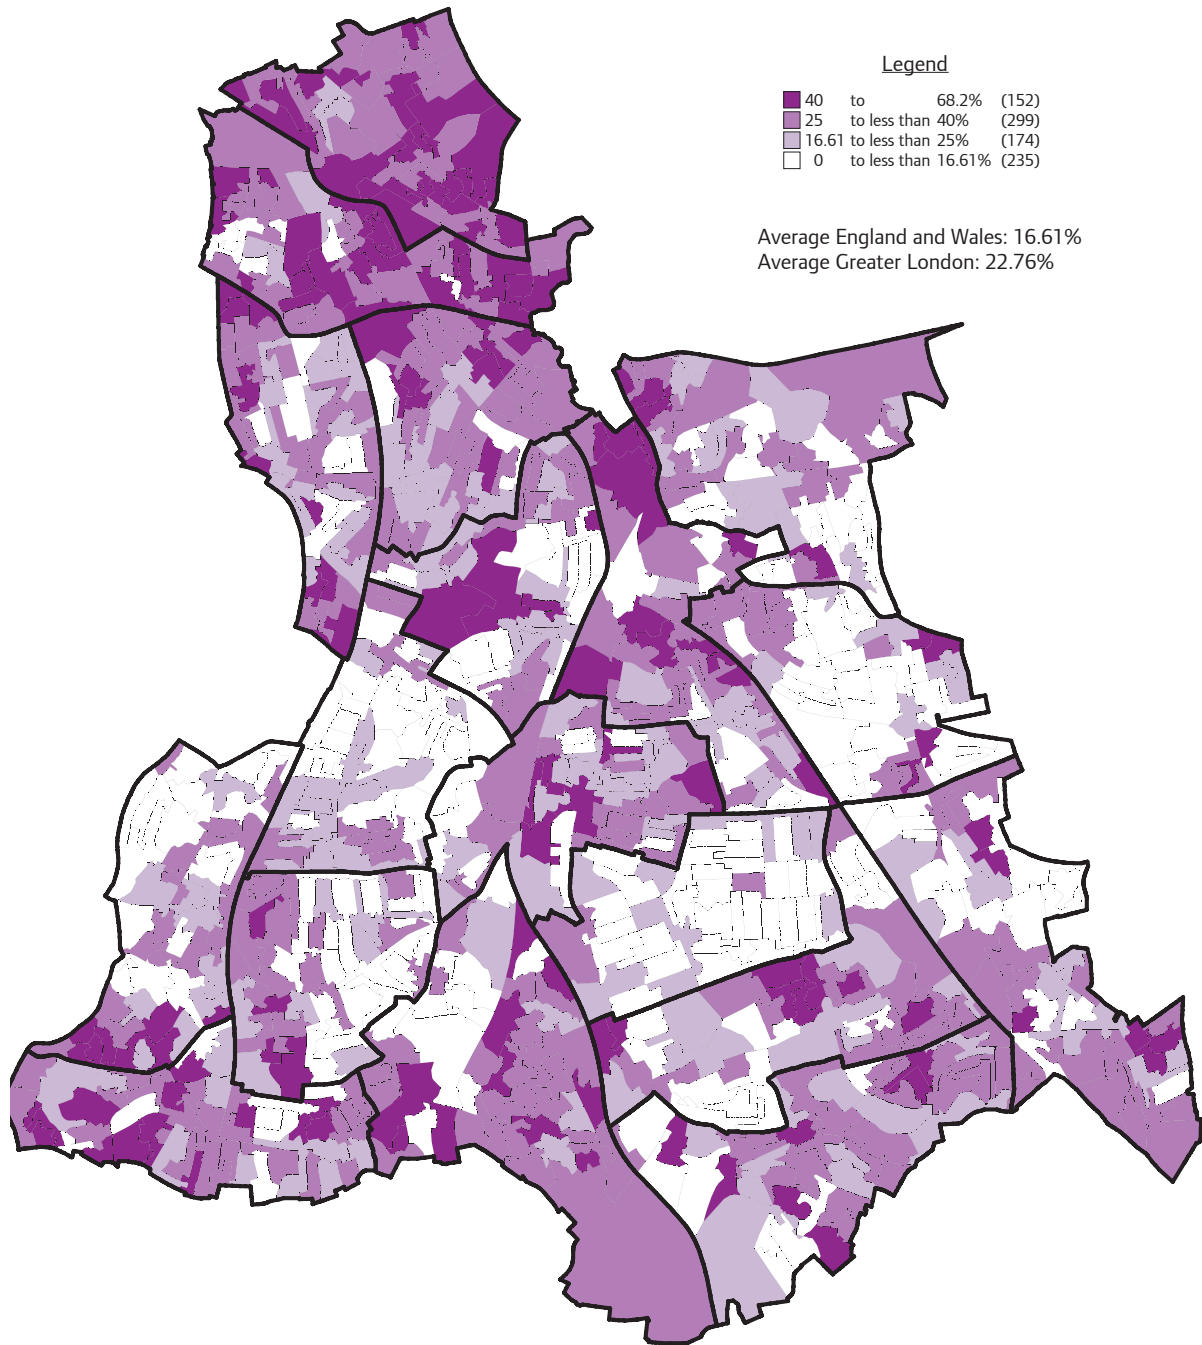 Legend
40 to 68.2% (152)
25 to less than 40% (299)
16.61 to less than 25% (174)
0 to less than 16.61% (235)
Average England and Wales: 16.61%
Average Greater London: 22.76%